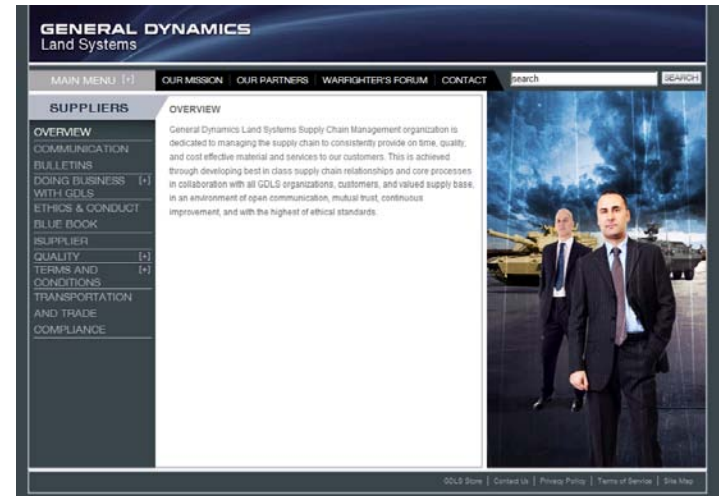 GENERAL DYNAMICS
Land Systems
MAIN MENU [+]
OUR MISSION | OUR PARTNERS | WARFIGHTER'S FORUM | CONTACT
search
SEARCH
SUPPLIERS
OVERVIEW
COMMUNICATION
BULLETINS
DOING BUSINESS [+]
WITH GDLS
ETHICS & CONDUCT
BLUE BOOK
ISUPPLIER
QUALITY [+]
TERMS AND [+]
CONDITIONS
TRANSPORTATION
AND TRADE
COMPLIANCE
OVERVIEW
General Dynamics Land Systems Supply Chain Management organization is
dedicated to managing the supply chain to consistently provide on time, quality,
and cost effective material and services to our customers. This is achieved
through developing best in class supply chain relationships and core processes
in collaboration with all GDLS organizations, customers, and valued supply base,
in an environment of open communication, mutual trust, continuous
improvement, and with the highest of ethical standards.
GDLS Store | Contact Us | Privacy Policy | Terms of Service | Site Map